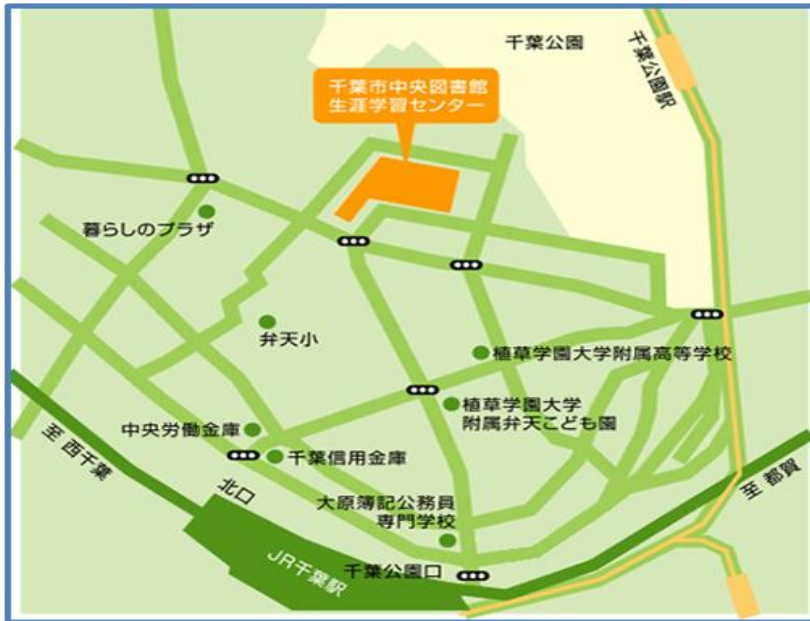 千葉公園
千葉公園駅
千葉市中央図書館
生涯学習センター
暮らしのプラザ
弁天小
植草学園大学附属高等学校
植草学園大学
附属弁天こども園
中央労働金庫
千葉信用金庫
至 西千葉
北口
大原簿記公務員
専門学校
至 都賀
JR千葉駅
千葉公園口